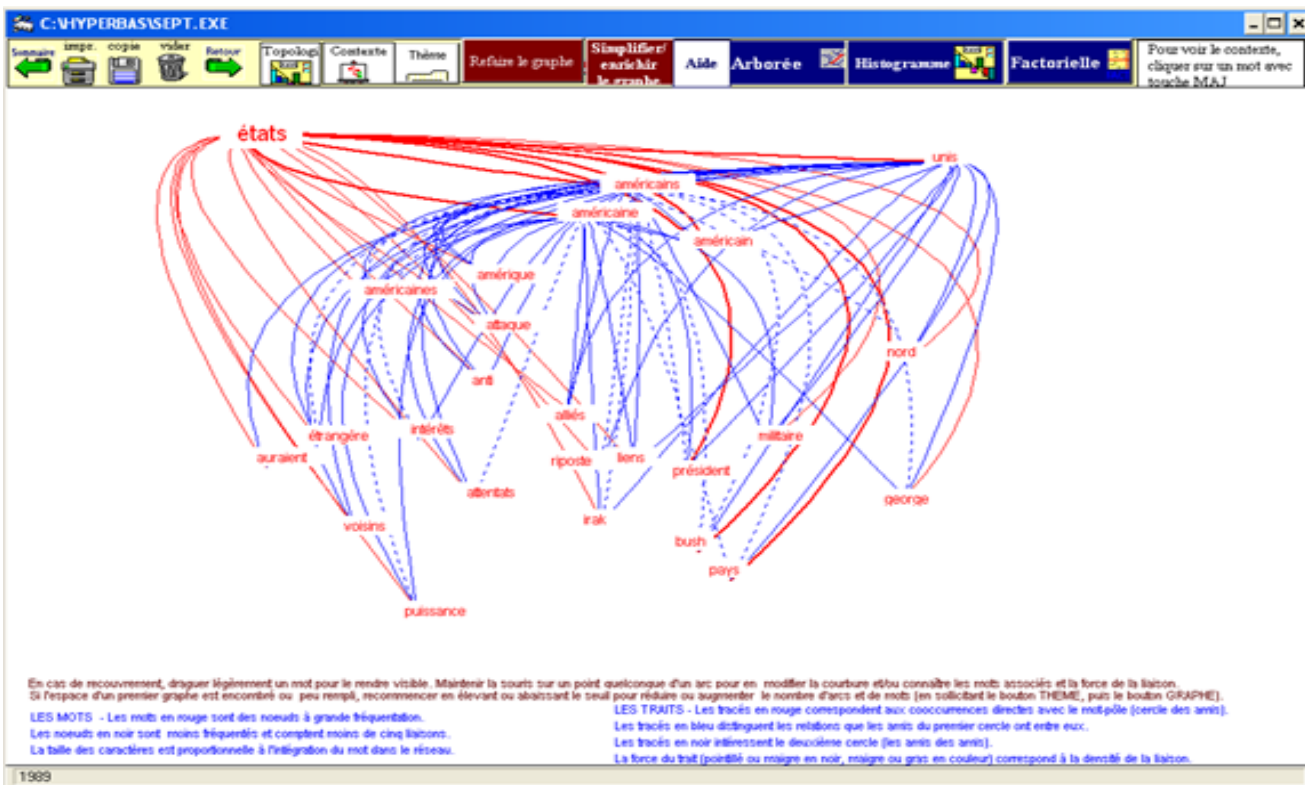 C:\HYPERBAS\SEPT.EXE
Sommaire impr. copie vider Retour Topologi Contexte Thème Refaire le graphe Simplifier/ enrichir le graphe Aide Arborée Histogramme Factorielle Pour voir le contexte, cliquer sur un mot avec touche MAJ
états
unis
américains
américaine
américain
amérique
américaines
attaque
nord
anti
alliés
intérêts
étrangère
militaire
auraient
riposte
liens
président
attentats
george
irak
voisins
bush
pays
puissance
En cas de recouvrement, draguer légèrement un mot pour le rendre visible. Maintenir la souris sur un point quelconque d'un arc pour en modifier la courbure et/ou connaître les mots associés et la force de la liaison.
Si l'espace d'un premier graphe est encombré ou peu rempli, recommencer en élevant ou abaissant le seuil pour réduire ou augmenter le nombre d'arcs et de mots (en sollicitant le bouton THEME, puis le bouton GRAPHE).
LES MOTS - Les mots en rouge sont des noeuds à grande fréquentation.
Les noeuds en noir sont moins fréquentés et comptent moins de cinq liaisons.
La taille des caractères est proportionnelle à l'intégration du mot dans le réseau.
LES TRAITS - Les tracés en rouge correspondent aux cooccurrences directes avec le mot-pôle (cercle des amis).
Les tracés en bleu distinguent les relations que les amis du premier cercle ont entre eux.
Les tracés en noir intéressent le deuxième cercle (les amis des amis).
La force du trait (pointillé ou maigre en noir, maigre ou gras en couleur) correspond à la densité de la liaison.
1989